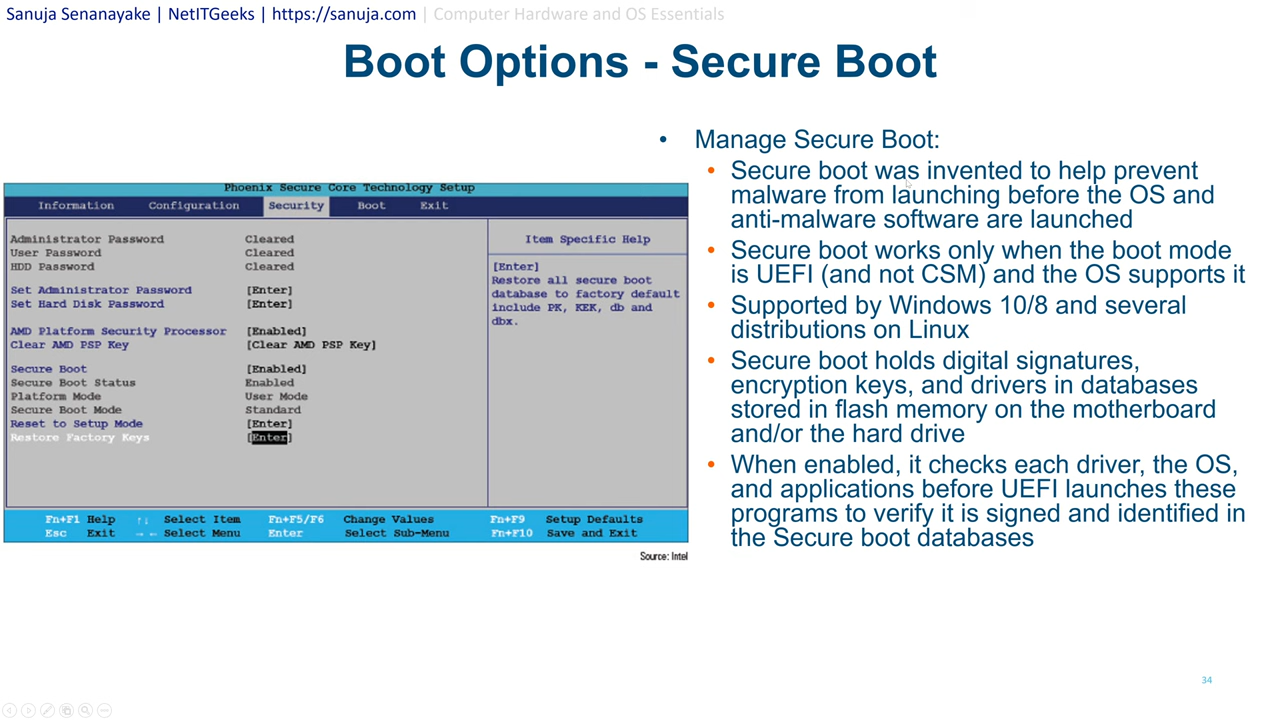 Sanuja Senanayake | NetITGeeks | https://sanuja.com | Computer Hardware and OS Essentials
Boot Options - Secure Boot
Phoenix Secure Core Technology Setup
Information Configuration Security Boot Exit
Administrator Password Cleared
User Password Cleared
HDD Password Cleared
Set Administrator Password [Enter]
Set Hard Disk Password [Enter]
AMD Platform Security Processor [Enabled]
Clear AMD PSP Key [Clear AMD PSP Key]
Secure Boot [Enabled]
Secure Boot Status Enabled
Platform Mode User Mode
Secure Boot Mode Standard
Reset to Setup Mode [Enter]
Restore Factory Keys [Enter]
Item Specific Help
[Enter]
Restore all secure boot
database to factory default
include PK, KEK, db and
dbx.
Fn+F1 Help ↑↓ Select Item Fn+F5/F6 Change Values Fn+F9 Setup Defaults
Esc Exit → ← Select Menu Enter Select Sub-Menu Fn+F10 Save and Exit
Source: Intel
• Manage Secure Boot:
• Secure boot was invented to help prevent
malware from launching before the OS and
anti-malware software are launched
• Secure boot works only when the boot mode
is UEFI (and not CSM) and the OS supports it
• Supported by Windows 10/8 and several
distributions on Linux
• Secure boot holds digital signatures,
encryption keys, and drivers in databases
stored in flash memory on the motherboard
and/or the hard drive
• When enabled, it checks each driver, the OS,
and applications before UEFI launches these
programs to verify it is signed and identified in
the Secure boot databases
34